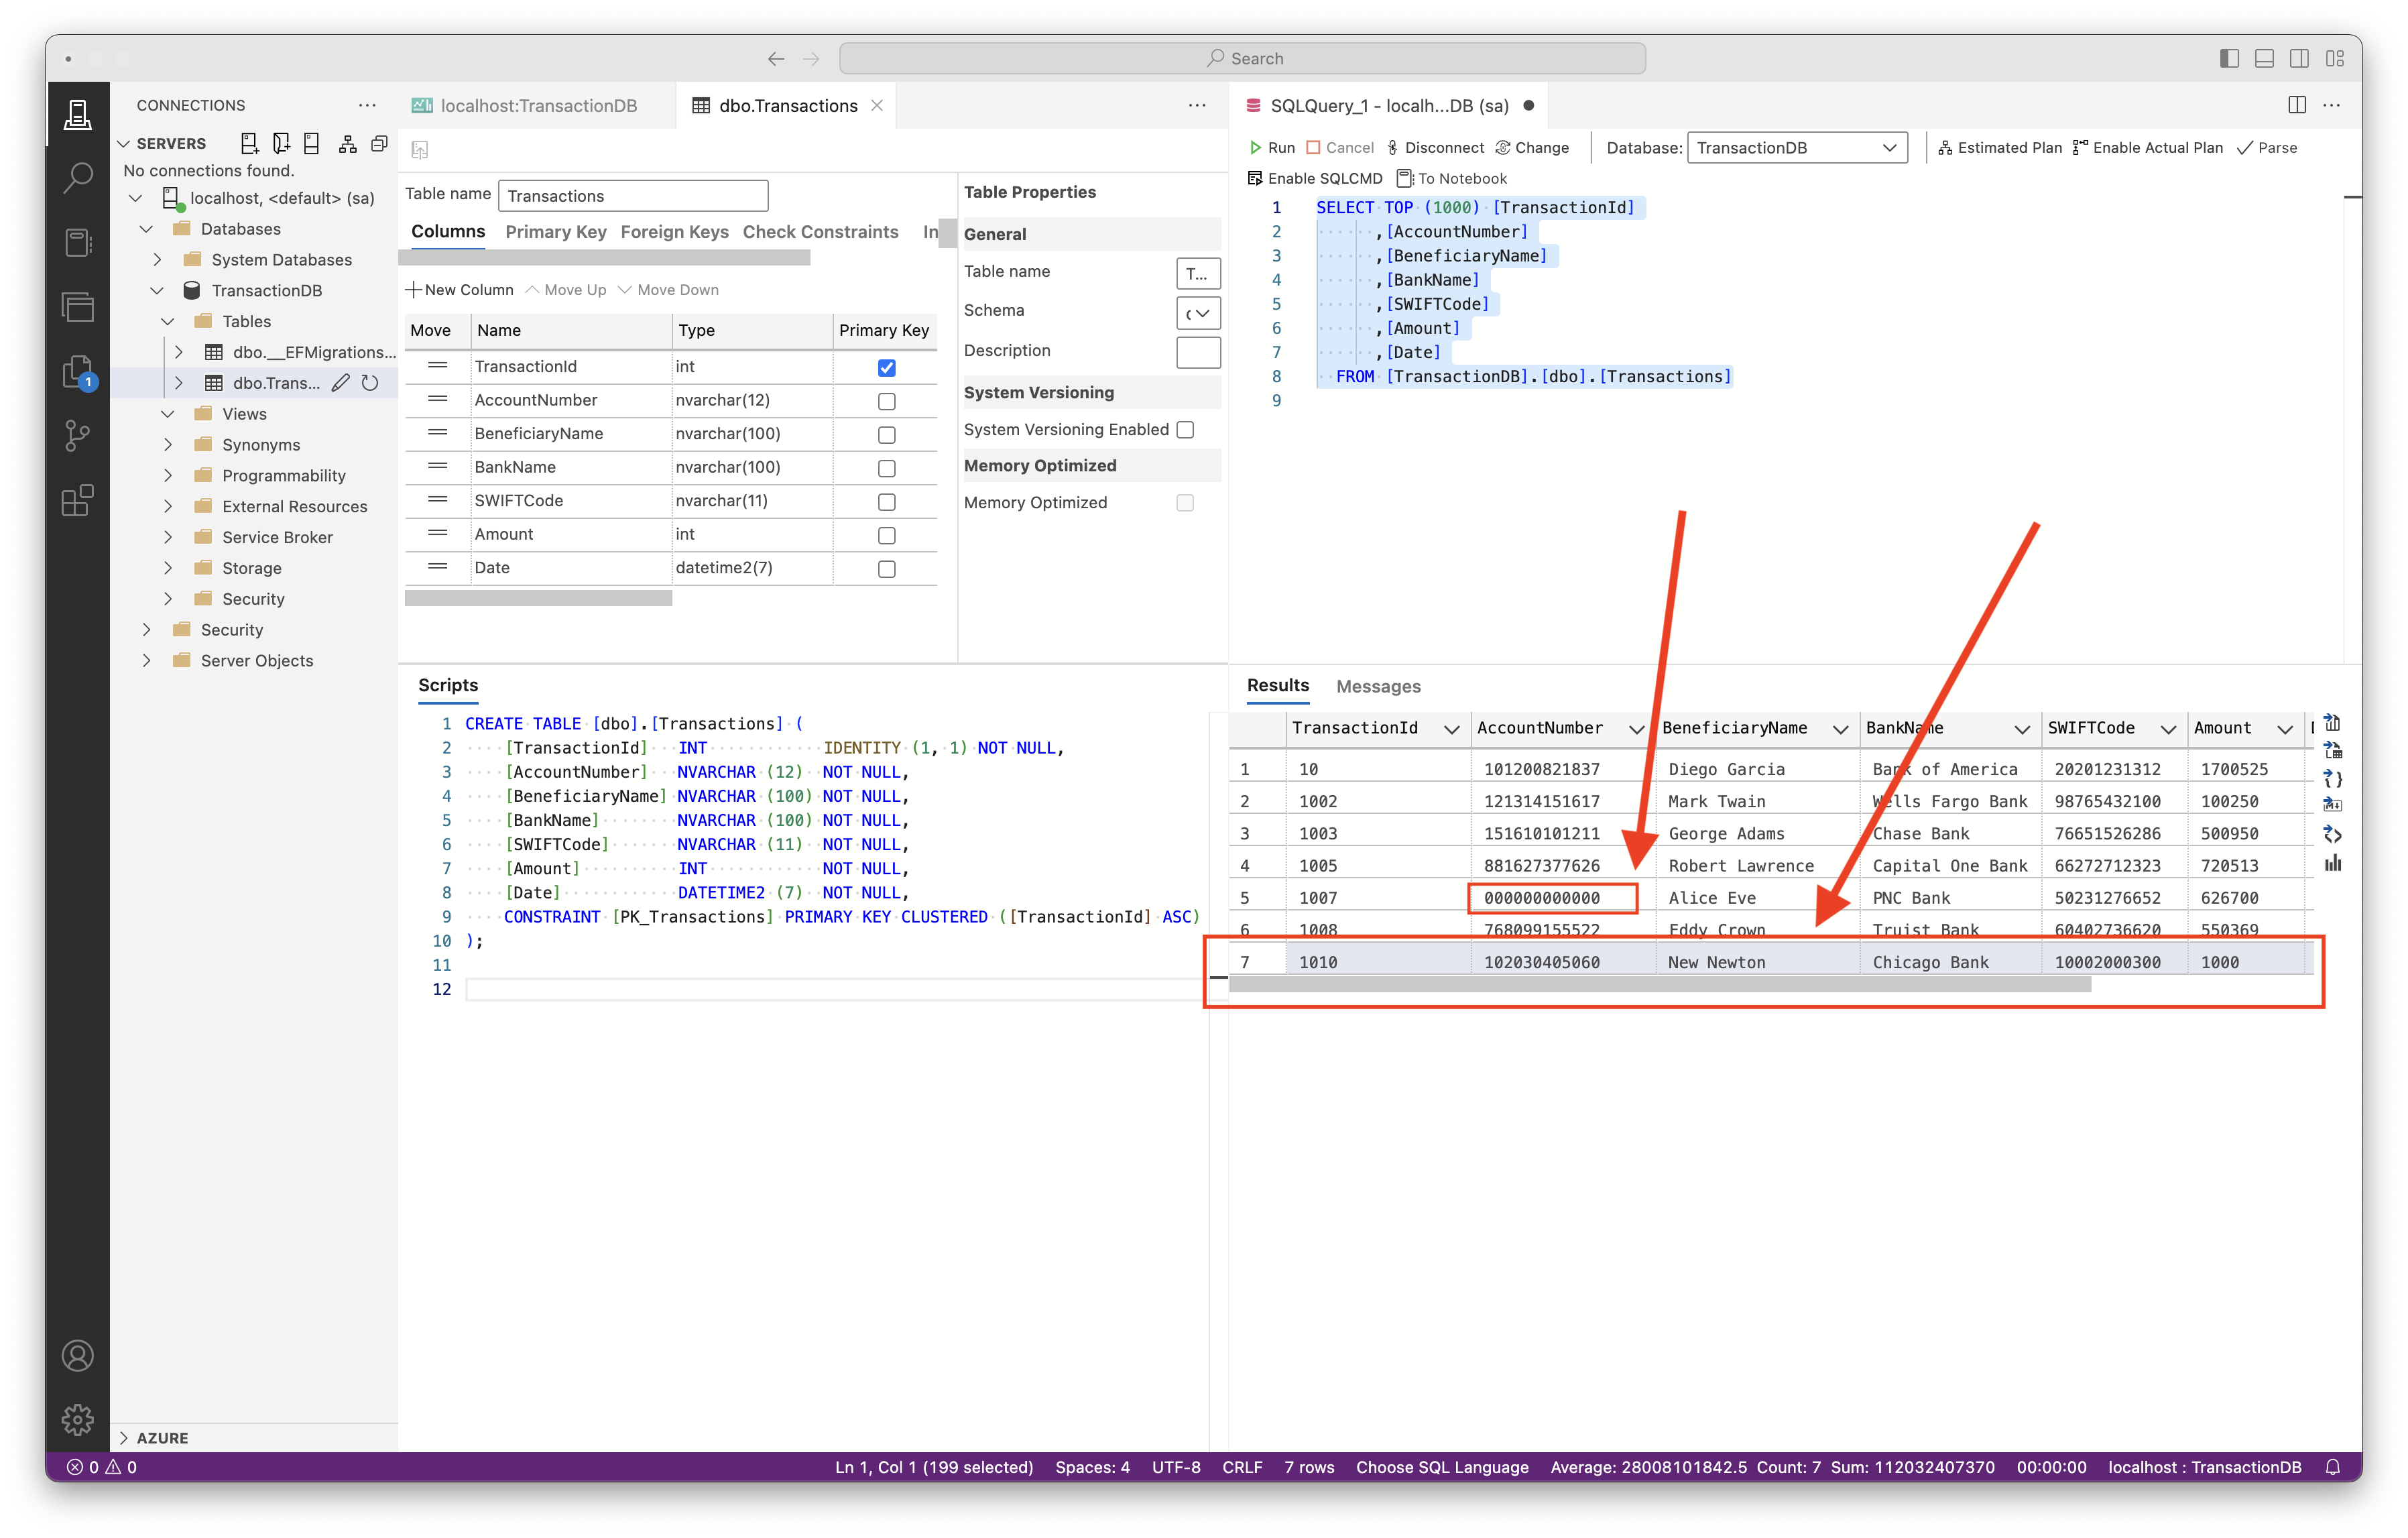 Search
CONNECTIONS
SERVERS
No connections found.
localhost, <default> (sa)
Databases
System Databases
TransactionDB
Tables
dbo.__EFMigrations...
dbo.Trans...
Views
Synonyms
Programmability
External Resources
Service Broker
Storage
Security
Security
Server Objects
AZURE
1
localhost:TransactionDB
dbo.Transactions
Table name Transactions
Columns Primary Key Foreign Keys Check Constraints In
New Column Move Up Move Down
Move Name Type Primary Key
TransactionId int
AccountNumber nvarchar(12)
BeneficiaryName nvarchar(100)
BankName nvarchar(100)
SWIFTCode nvarchar(11)
Amount int
Date datetime2(7)
Table Properties
General
Table name T...
Schema
Description
System Versioning
System Versioning Enabled
Memory Optimized
Memory Optimized
Scripts
1 CREATE TABLE [dbo].[Transactions] (
2 [TransactionId] INT IDENTITY (1, 1) NOT NULL,
3 [AccountNumber] NVARCHAR (12) NOT NULL,
4 [BeneficiaryName] NVARCHAR (100) NOT NULL,
5 [BankName] NVARCHAR (100) NOT NULL,
6 [SWIFTCode] NVARCHAR (11) NOT NULL,
7 [Amount] INT NOT NULL,
8 [Date] DATETIME2 (7) NOT NULL,
9 CONSTRAINT [PK_Transactions] PRIMARY KEY CLUSTERED ([TransactionId] ASC)
10 );
11
12
SQLQuery_1 - localh...DB (sa)
Run Cancel Disconnect Change Database: TransactionDB Estimated Plan Enable Actual Plan Parse
Enable SQLCMD To Notebook
1 SELECT TOP (1000) [TransactionId]
2 ,[AccountNumber]
3 ,[BeneficiaryName]
4 ,[BankName]
5 ,[SWIFTCode]
6 ,[Amount]
7 ,[Date]
8 FROM [TransactionDB].[dbo].[Transactions]
9
Results Messages
TransactionId AccountNumber BeneficiaryName BankName SWIFTCode Amount
1 10 101200821837 Diego Garcia Bank of America 20201231312 1700525
2 1002 121314151617 Mark Twain Wells Fargo Bank 98765432100 100250
3 1003 151610101211 George Adams Chase Bank 76651526286 500950
4 1005 881627377626 Robert Lawrence Capital One Bank 66272712323 720513
5 1007 000000000000 Alice Eve PNC Bank 50231276652 626700
6 1008 768099155522 Eddy Crown Truist Bank 60402736620 550369
7 1010 102030405060 New Newton Chicago Bank 10002000300 1000
0 0 Ln 1, Col 1 (199 selected) Spaces: 4 UTF-8 CRLF 7 rows Choose SQL Language Average: 28008101842.5 Count: 7 Sum: 112032407370 00:00:00 localhost : TransactionDB